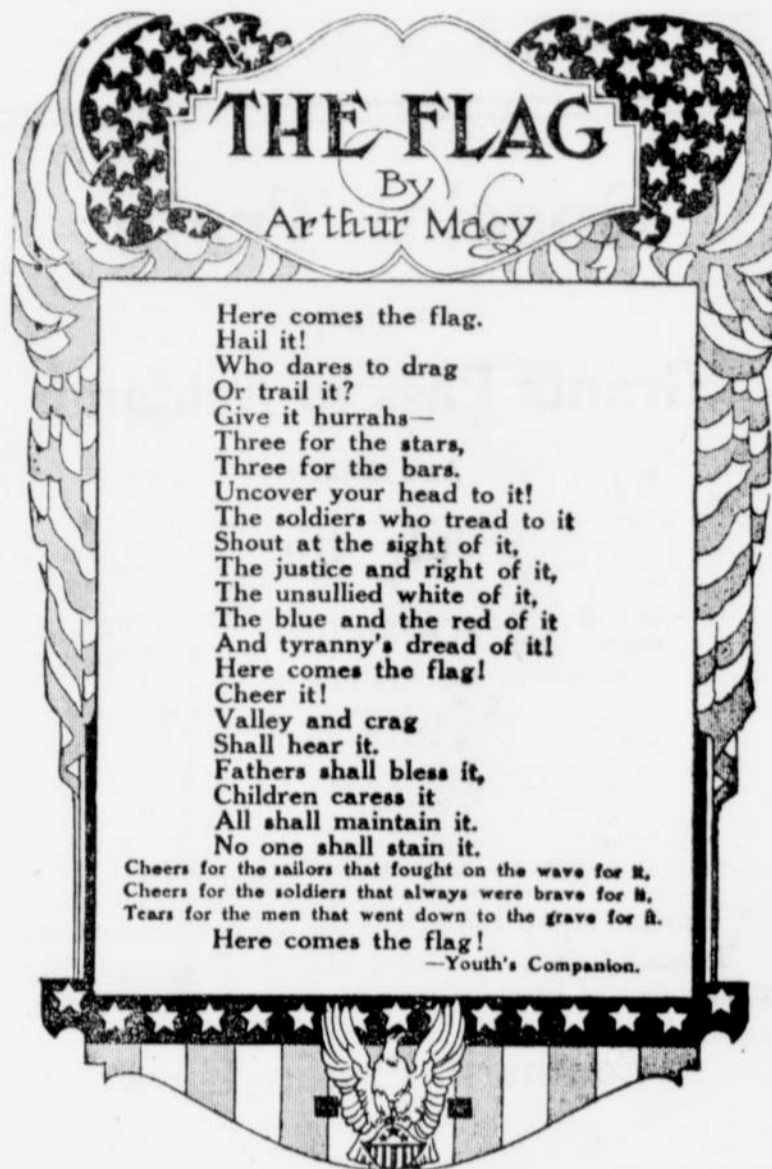 THE FLAG
By
Arthur Macy
Here comes the flag.
Hail it!
Who dares to drag
Or trail it?
Give it hurrahs—
Three for the stars,
Three for the bars.
Uncover your head to it!
The soldiers who tread to it
Shout at the sight of it,
The justice and right of it,
The unsullied white of it,
The blue and the red of it
And tyranny's dread of it!
Here comes the flag!
Cheer it!
Valley and crag
Shall hear it.
Fathers shall bless it,
Children caress it
All shall maintain it.
No one shall stain it.
Cheers for the sailors that fought on the wave for it,
Cheers for the soldiers that always were brave for it.
Tears for the men that went down to the grave for it.
Here comes the flag!
—Youth's Companion.